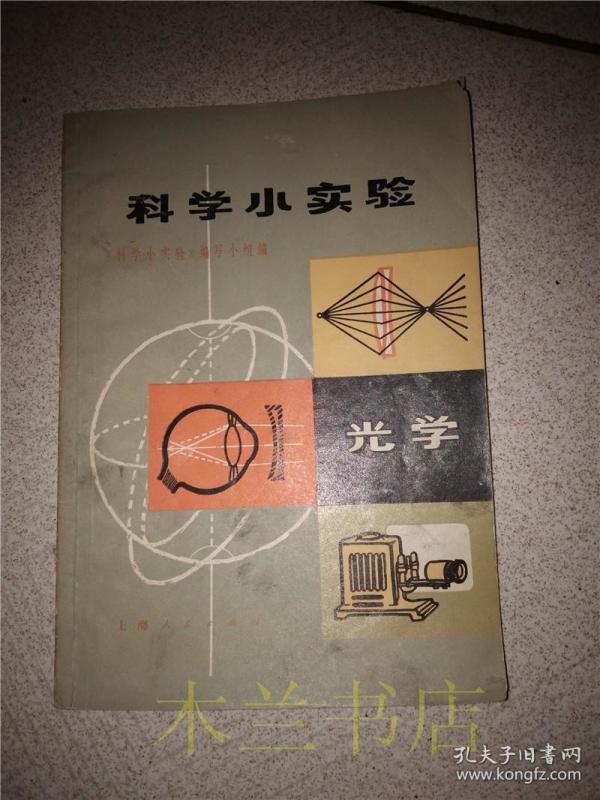 科学小实验
《科学小实验》编写小组编
光学
上海人民出版社
木兰书店
孔夫子旧书网
www.kongfz.com